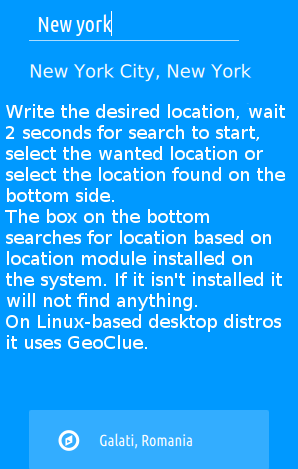 New york
New York City, New York
Write the desired location, wait
2 seconds for search to start,
select the wanted location or
select the location found on the
bottom side.
The box on the bottom
searches for location based on
location module installed on
the system. If it isn't installed it
will not find anything.
On Linux-based desktop distros
it uses GeoClue.
Galati, Romania